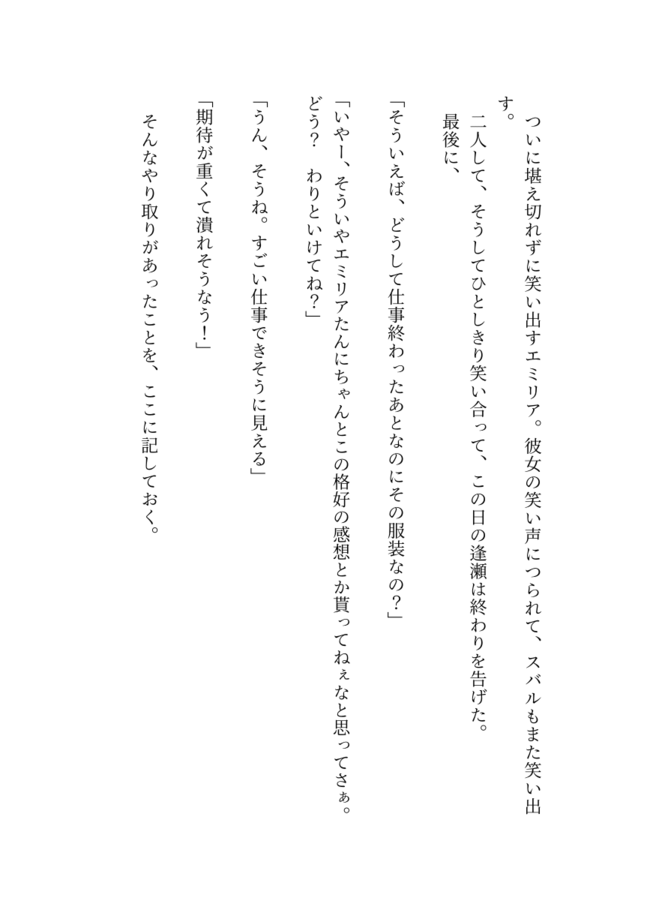 ついに堪え切れずに笑い出すエミリア。彼女の笑い声につられて、スバルもまた笑い出
す。
　二人して、そうしてひとしきり笑い合って、この日の逢瀬は終わりを告げた。
　最後に、
「そういえば、どうして仕事終わったあとなのにその服装なの？」
「いやー、そういやエミリアたんにちゃんとこの格好の感想とか貰ってねぇなと思ってさぁ。
どう？　わりといけてね？」
「うん、そうね。すごい仕事できそうに見える」
「期待が重くて潰れそうなう！」
　そんなやり取りがあったことを、ここに記しておく。